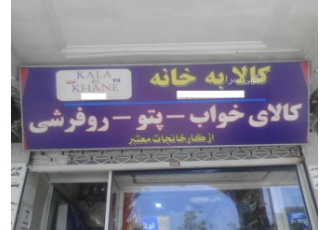 کالا به خانه
KALA
BE
KHANE
کالای خواب – پتو – روفرشی
از کارخانجات معتبر